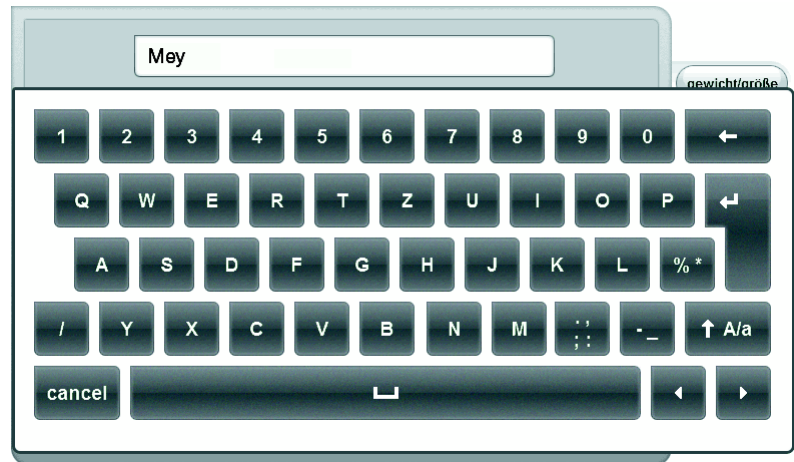 Mey
gewicht/größe
1 2 3 4 5 6 7 8 9 0 ←
Q W E R T Z U I O P ↵
A S D F G H J K L % *
/ Y X C V B N M . , ; : - _ ↑ A/a
cancel